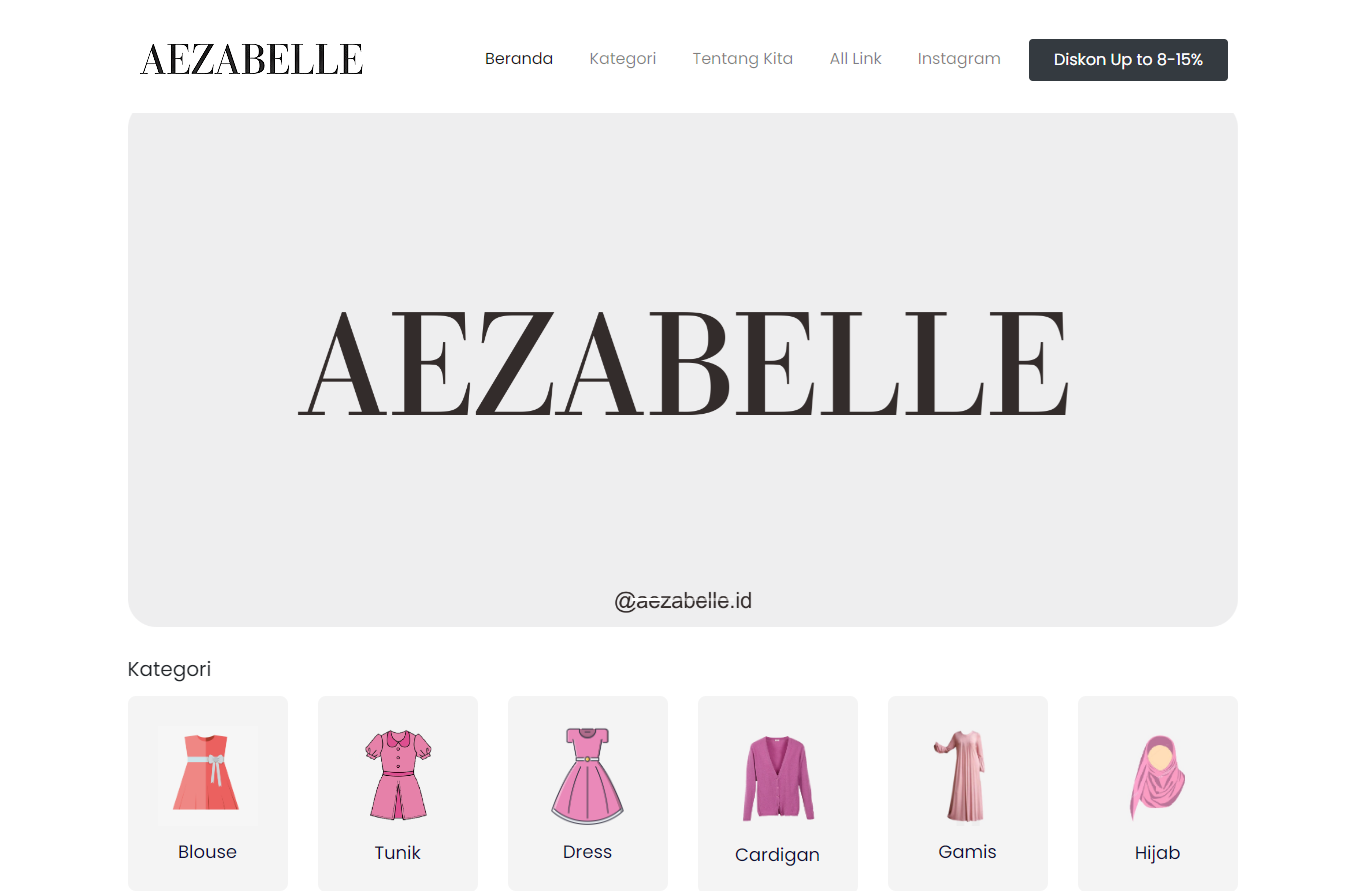 AEZABELLE
Beranda Kategori Tentang Kita All Link Instagram Diskon Up to 8-15%
AEZABELLE
@aezabelle.id
Kategori
Blouse Tunik Dress Cardigan Gamis Hijab